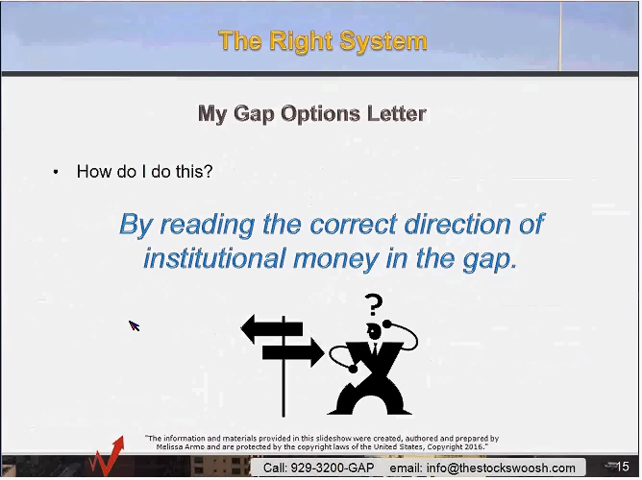 The Right System
My Gap Options Letter
• How do I do this?
By reading the correct direction of
institutional money in the gap.
?
"The information and materials provided in this slideshow were created, authored and prepared by
Melissa Armo and are protected by the copyright laws of the United States, Copyright 2016."
Call: 929-3200-GAP email: info@thestockswoosh.com
15